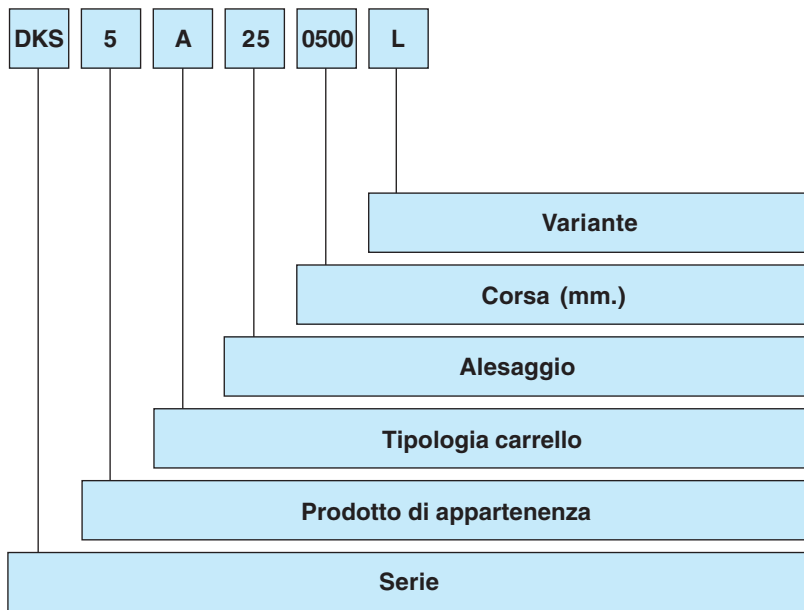 DKS 5 A 25 0500 L
Variante
Corsa (mm.)
Alesaggio
Tipologia carrello
Prodotto di appartenenza
Serie